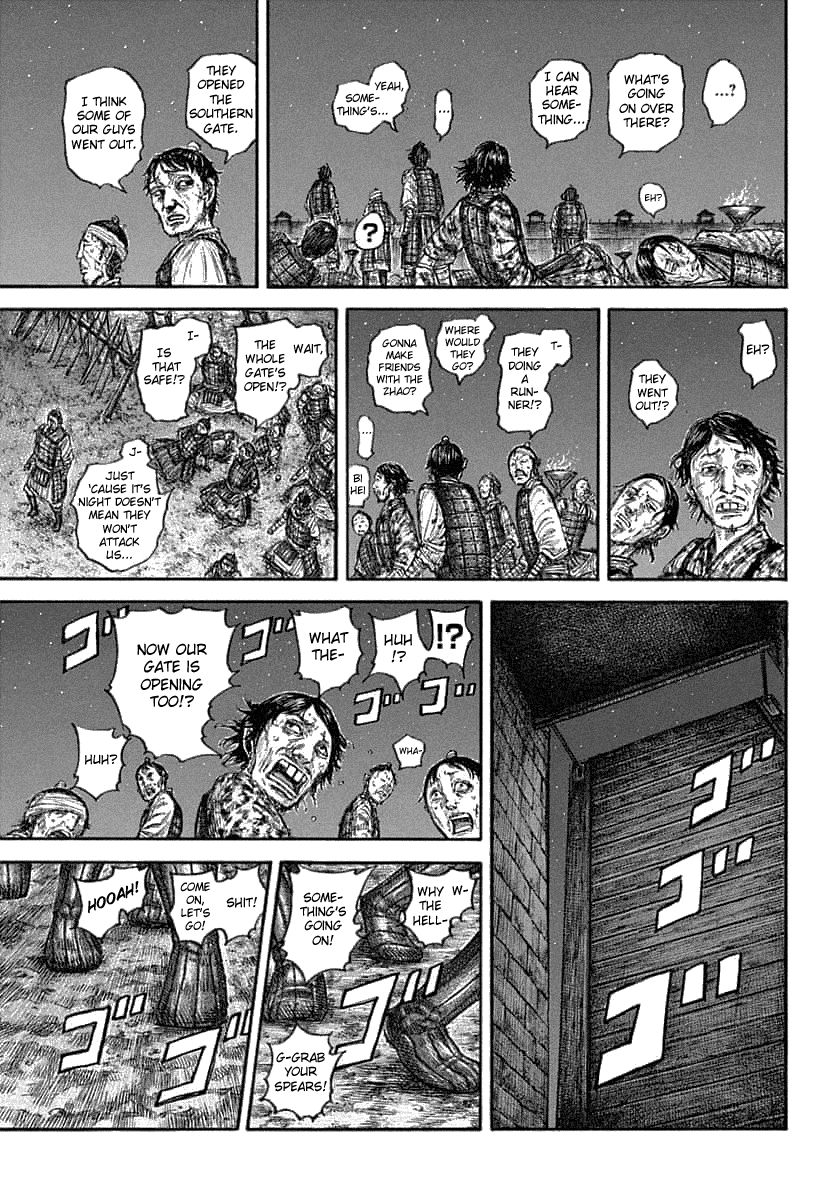 ...?
WHAT'S
GOING
ON OVER
THERE?
EH?
I CAN
HEAR
SOME-
THING...
...
YEAH,
SOME-
THING'S...
?
THEY
OPENED
THE
SOUTHERN
GATE.
I THINK
SOME OF
OUR GUYS
WENT OUT.
EH?
THEY
WENT
OUT!?
T-
THEY
DOING
A
RUN-
NER!?
WHERE
WOULD
THEY
GO?
GONNA
MAKE
FRIENDS
WITH THE
ZHAO?
...
BI
HEI
WAIT,
THE
WHOLE
GATE'S
OPEN!?
I-
IS
THAT
SAFE!?
J-
JUST
'CAUSE IT'S
NIGHT DOESN'T
MEAN THEY
WON'T
ATTACK
US...
ゴ
ゴ
ゴ
!?
HUH
!?
WHA-
WHAT
THE-
NOW OUR
GATE IS
OPENING
TOO!?
HUH?
ゴ
ゴ
ゴ
ゴ
WHY W-
THE
HELL-
SOME-
THING'S
GOING
ON!
G-GRAB
YOUR
SPEARS!
ゴ
SHIT!
COME
ON,
LET'S
GO!
HOOAH!
ゴ
ゴ